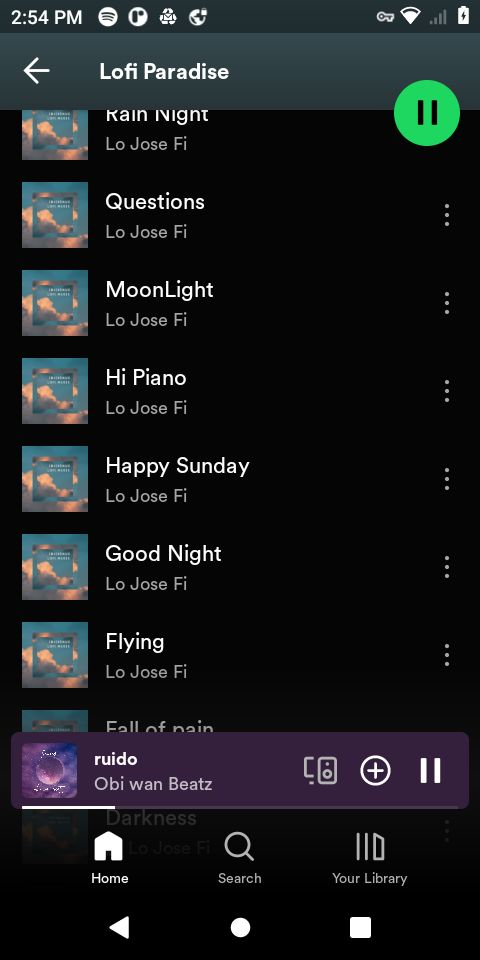 2:54 PM
Lofi Paradise
Rain Night
Lo Jose Fi
Questions
Lo Jose Fi
MoonLight
Lo Jose Fi
Hi Piano
Lo Jose Fi
Happy Sunday
Lo Jose Fi
Good Night
Lo Jose Fi
Flying
Lo Jose Fi
Fall of pain
ruido
Obi wan Beatz
Darkness
Lo Jose Fi
Home
Search
Your Library